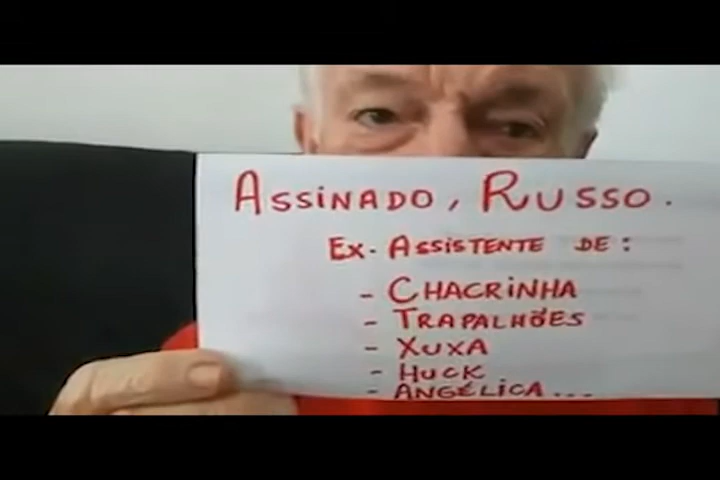 ASSiNADO, RUSSO.
EX. ASSiSTENTE DE:
- CHACRiNHA
- TRAPALHÕES
- XUXA
- HUCK
- ANGÉLiCA...